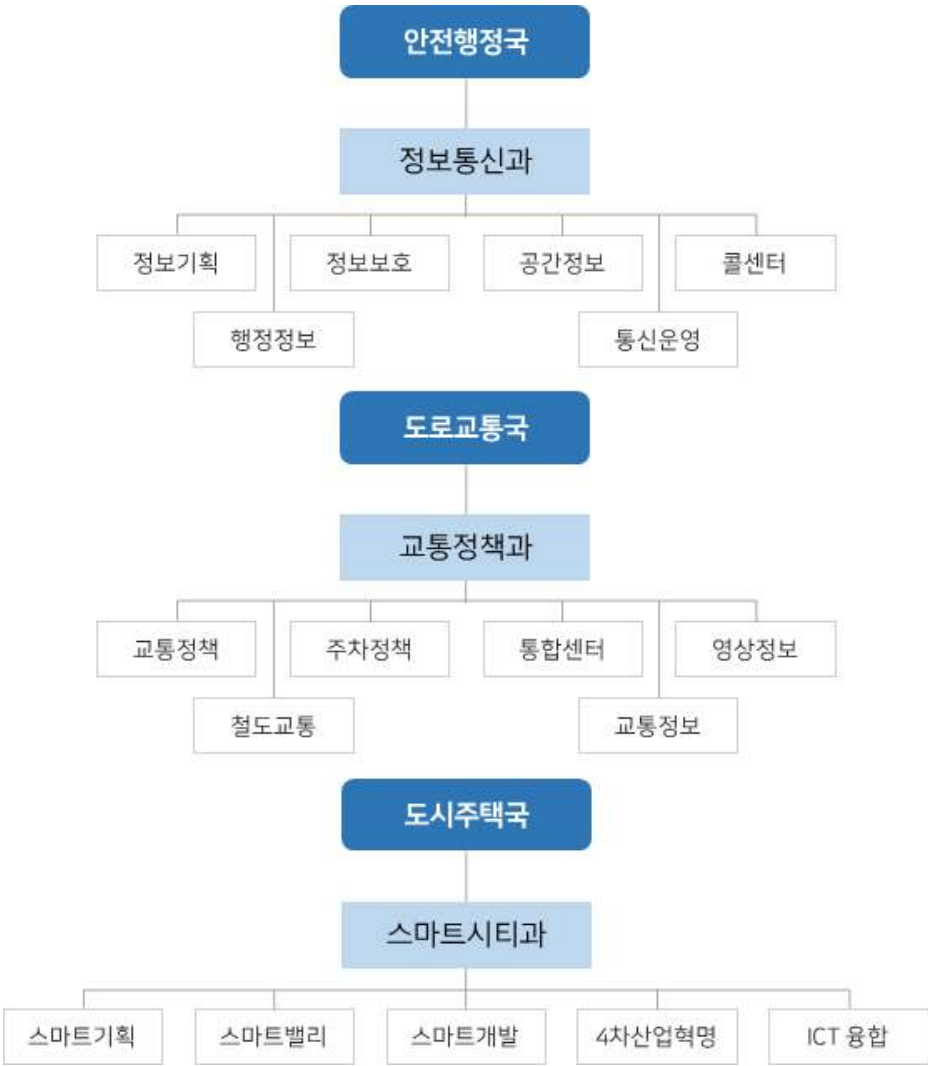 안전행정국
정보통신과
정보기획
정보보호
공간정보
콜센터
행정정보
통신운영
도로교통국
교통정책과
교통정책
주차정책
통합센터
영상정보
철도교통
교통정보
도시주택국
스마트시티과
스마트기획
스마트밸리
스마트개발
4차산업혁명
ICT 융합